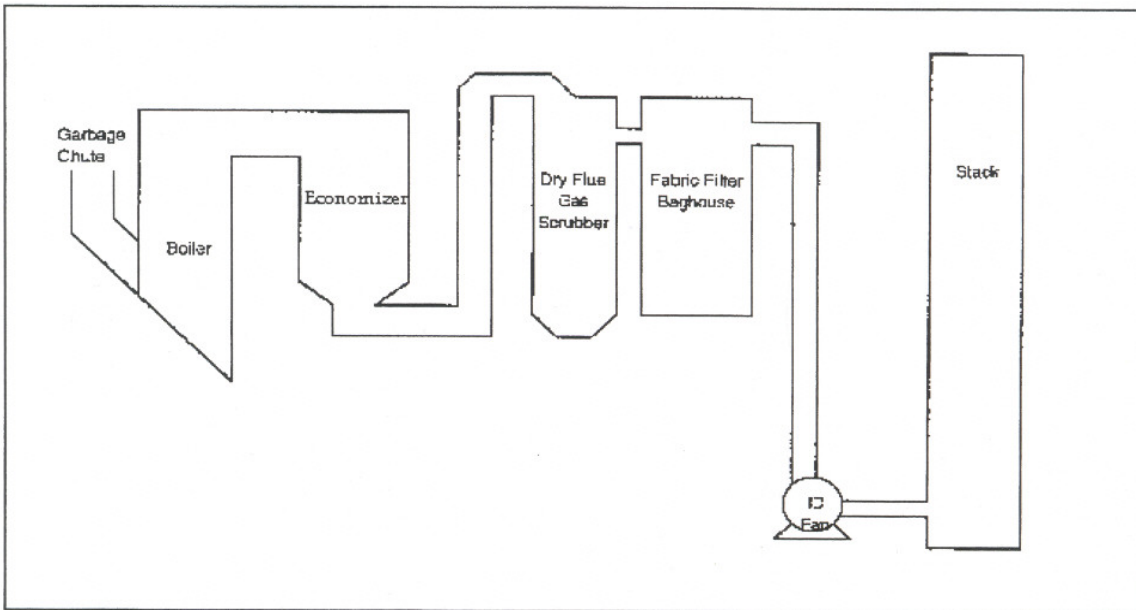 Garbage
Chute
Boiler
Economizer
Dry Flue
Gas
Scrubber
Fabric Filter
Baghouse
ID
Fan
Stack